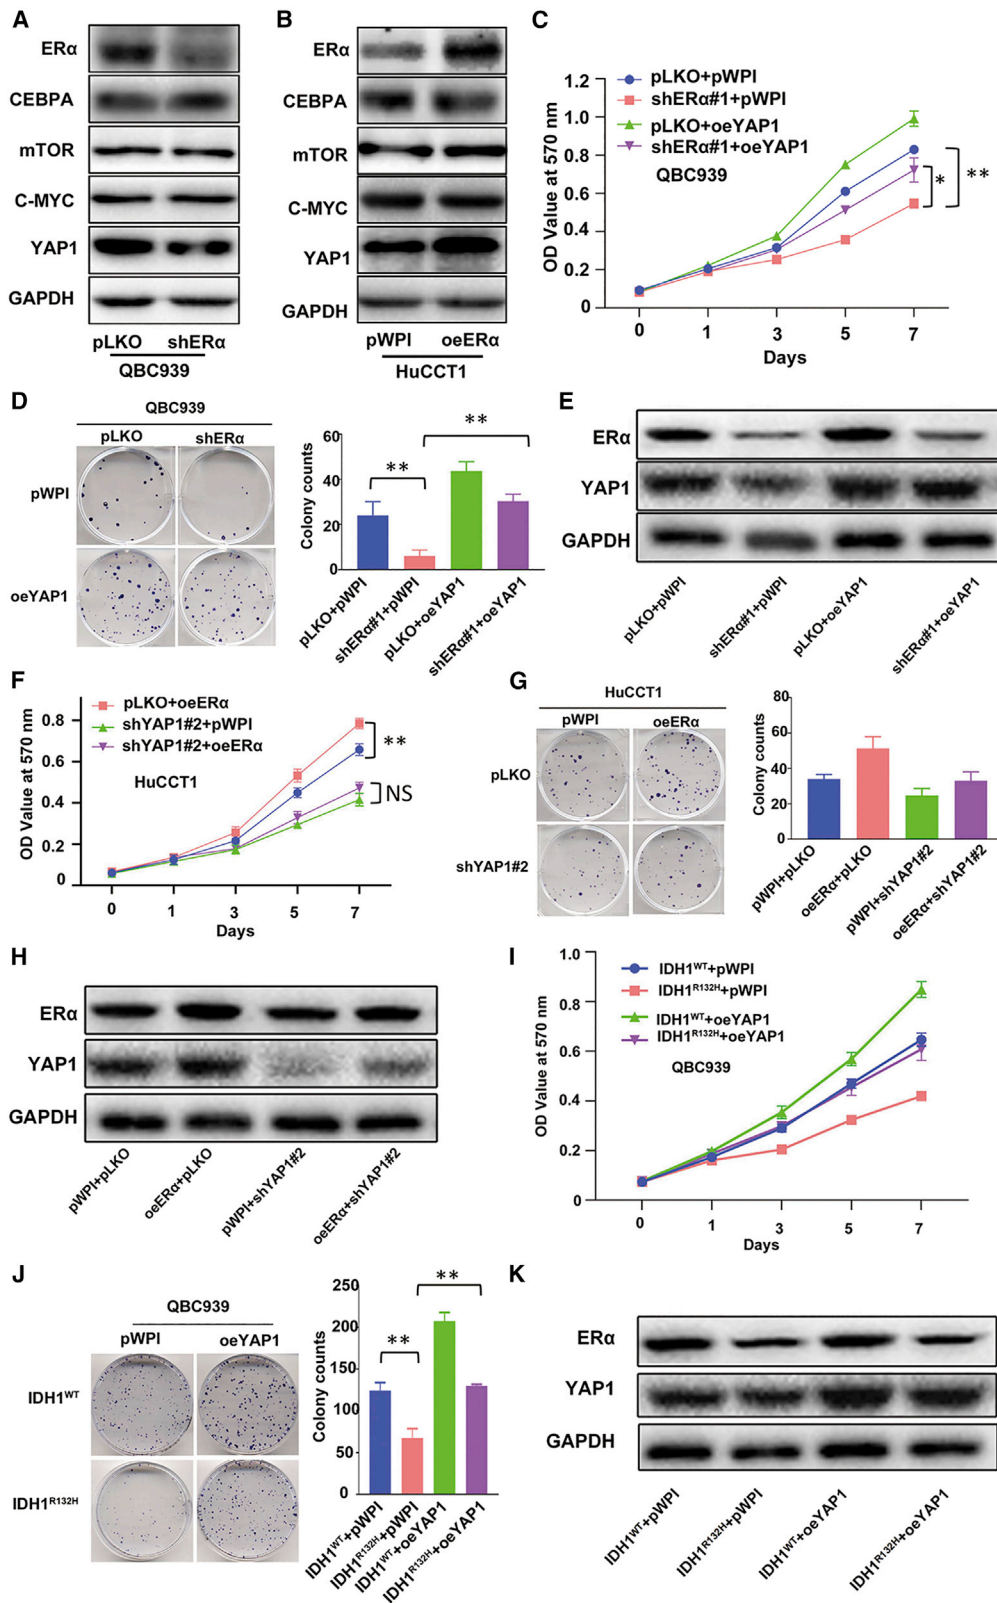 A
ERα
CEBPA
mTOR
C-MYC
YAP1
GAPDH
pLKO shERα
QBC939
B
ERα
CEBPA
mTOR
C-MYC
YAP1
GAPDH
pWPI oeERα
HuCCT1
C
OD Value at 570 nm
1.2
1.0
0.8
0.6
0.4
0.2
0
pLKO+pWPI
shERα#1+pWPI
pLKO+oeYAP1
shERα#1+oeYAP1
QBC939
*
**
0 1 3 5 7
Days
D
QBC939
pLKO shERα
pWPI
oeYAP1
Colony counts
60
40
20
0
**
**
pLKO+pWPI
shERα#1+pWPI
pLKO+oeYAP1
shERα#1+oeYAP1
E
ERα
YAP1
GAPDH
pLKO+pWPI
shERα#1+pWPI
pLKO+oeYAP1
shERα#1+oeYAP1
F
OD Value at 570 nm
0.8
0.6
0.4
0.2
0
pLKO+oeERα
shYAP1#2+pWPI
shYAP1#2+oeERα
HuCCT1
**
NS
0 1 3 5 7
Days
G
HuCCT1
pWPI oeERα
pLKO
shYAP1#2
Colony counts
80
60
40
20
0
pWPI+pLKO
oeERα+pLKO
pWPI+shYAP1#2
oeERα+shYAP1#2
H
ERα
YAP1
GAPDH
pWPI+pLKO
oeERα+pLKO
pWPI+shYAP1#2
oeERα+shYAP1#2
I
OD Value at 570 nm
1.0
0.8
0.6
0.4
0.2
0
IDH1WT+pWPI
IDH1R132H+pWPI
IDH1WT+oeYAP1
IDH1R132H+oeYAP1
QBC939
0 1 3 5 7
Days
J
QBC939
pWPI oeYAP1
IDH1WT
IDH1R132H
Colony counts
250
200
150
100
50
0
**
**
IDH1WT+pWPI
IDH1R132H+pWPI
IDH1WT+oeYAP1
IDH1R132H+oeYAP1
K
ERα
YAP1
GAPDH
IDH1WT+pWPI
IDH1R132H+pWPI
IDH1WT+oeYAP1
IDH1R132H+oeYAP1